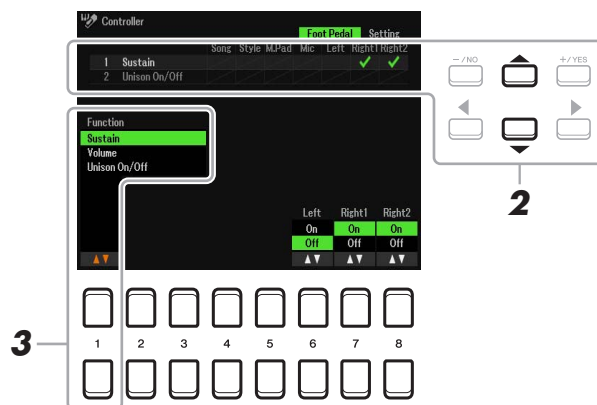 Controller
Foot Pedal Setting
Song Style M.Pad Mic Left Right1 Right2
1 Sustain
2 Unison On/Off
-/NO +/YES
2
Function
Sustain
Volume
Unison On/Off
Left Right1 Right2
On On On
Off Off Off
3
1 2 3 4 5 6 7 8